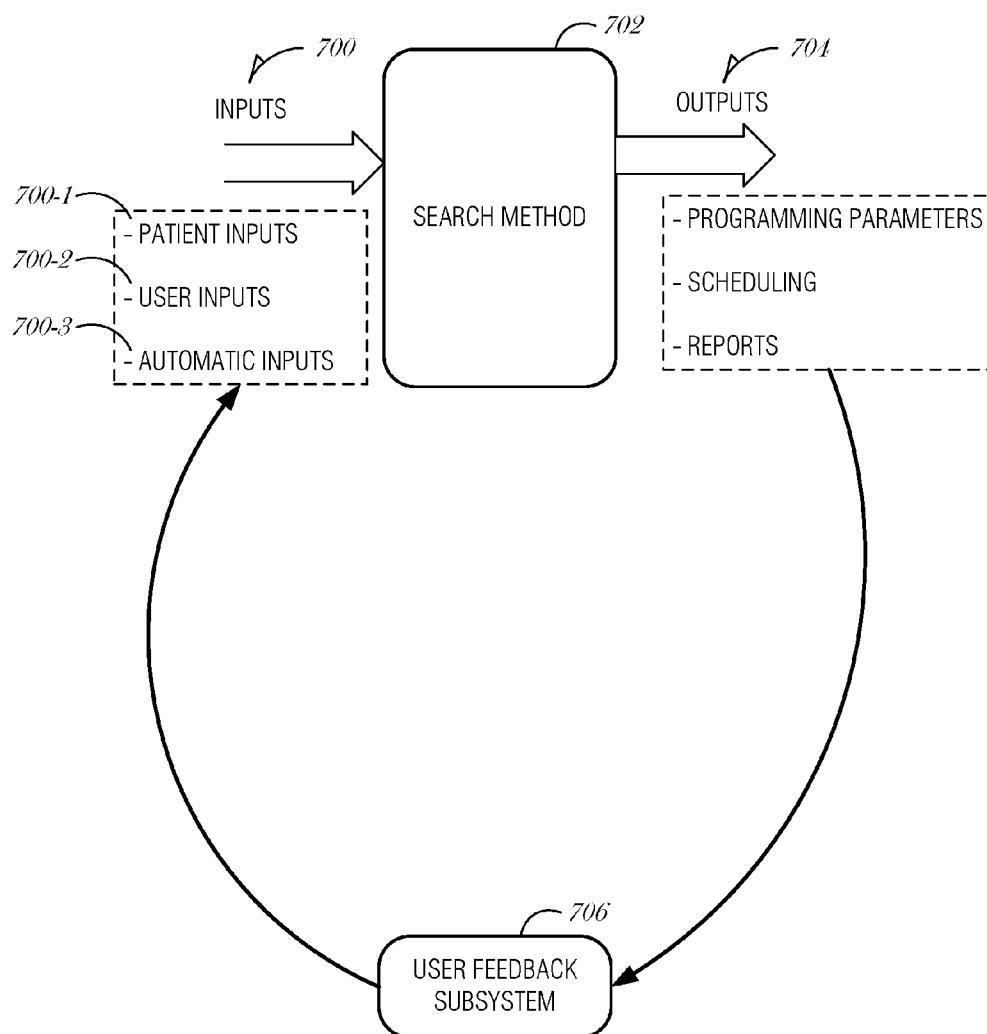 700
702
704
INPUTS
OUTPUTS
700-1
- PATIENT INPUTS
700-2
- USER INPUTS
700-3
- AUTOMATIC INPUTS
SEARCH METHOD
- PROGRAMMING PARAMETERS
- SCHEDULING
- REPORTS
706
USER FEEDBACK
SUBSYSTEM